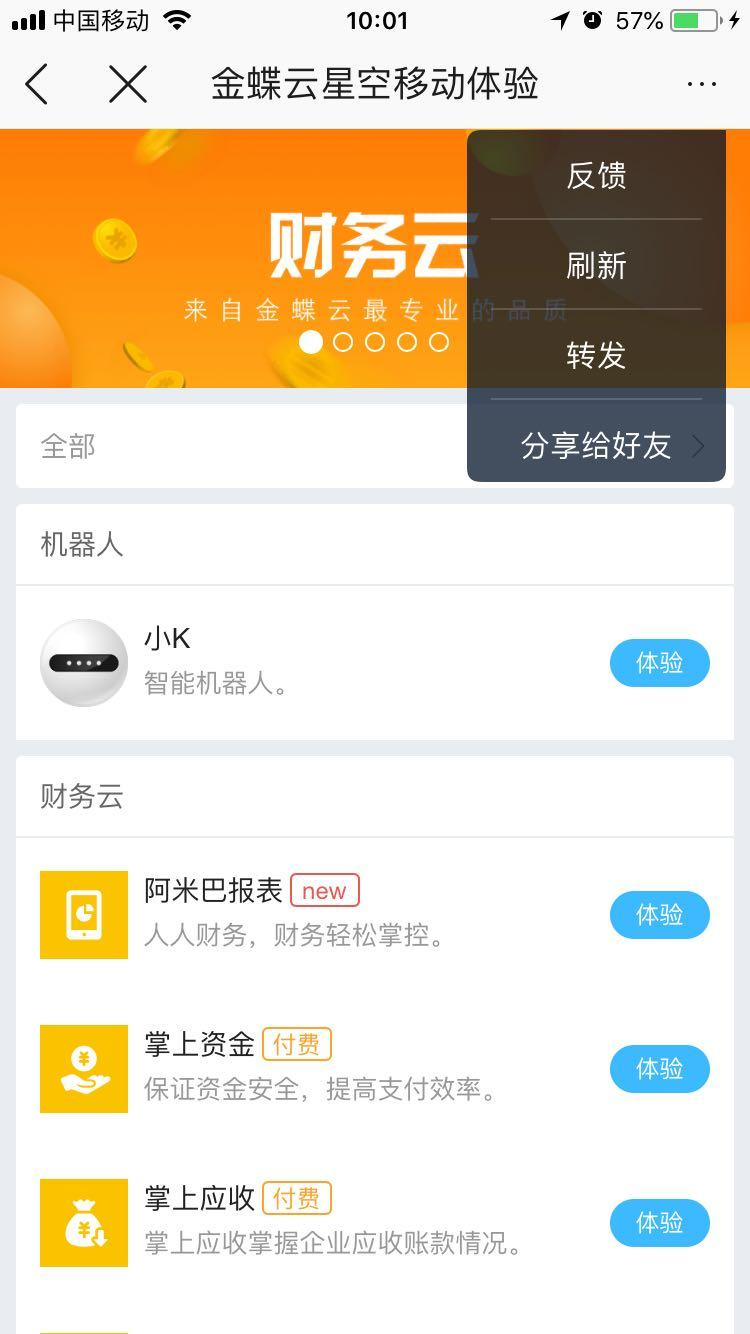 中国移动 10:01 57%
金蝶云星空移动体验
反馈
刷新
转发
分享给好友
财务云
来自金蝶云最专业的品质
全部
机器人
小K
智能机器人。
体验
财务云
阿米巴报表 new
人人财务，财务轻松掌控。
体验
掌上资金 付费
保证资金安全，提高支付效率。
体验
掌上应收 付费
掌上应收掌握企业应收账款情况。
体验